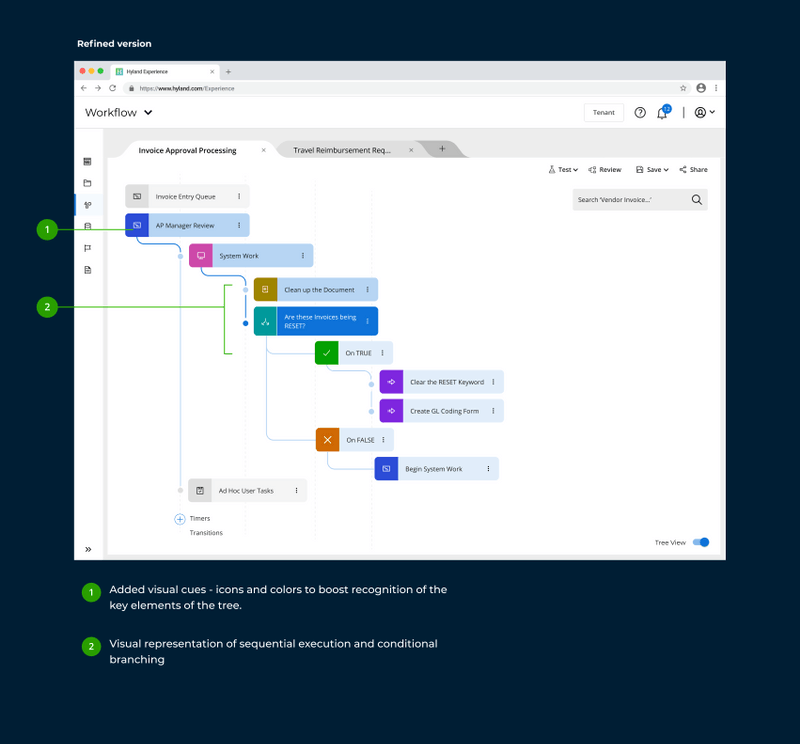 Refined version
Hyland Experience
https://www.hyland.com/Experience
Workflow
Tenant
12
Invoice Approval Processing
Travel Reimbursement Req...
Test
Review
Save
Share
Search 'Vendor Invoice...'
Invoice Entry Queue
1
AP Manager Review
System Work
2
Clean up the Document
Are these Invoices being
RESET?
On TRUE
Clear the RESET Keyword
Create GL Coding Form
On FALSE
Begin System Work
Ad Hoc User Tasks
Timers
Transitions
Tree View
1
Added visual cues - icons and colors to boost recognition of the
key elements of the tree.
2
Visual representation of sequential execution and conditional
branching